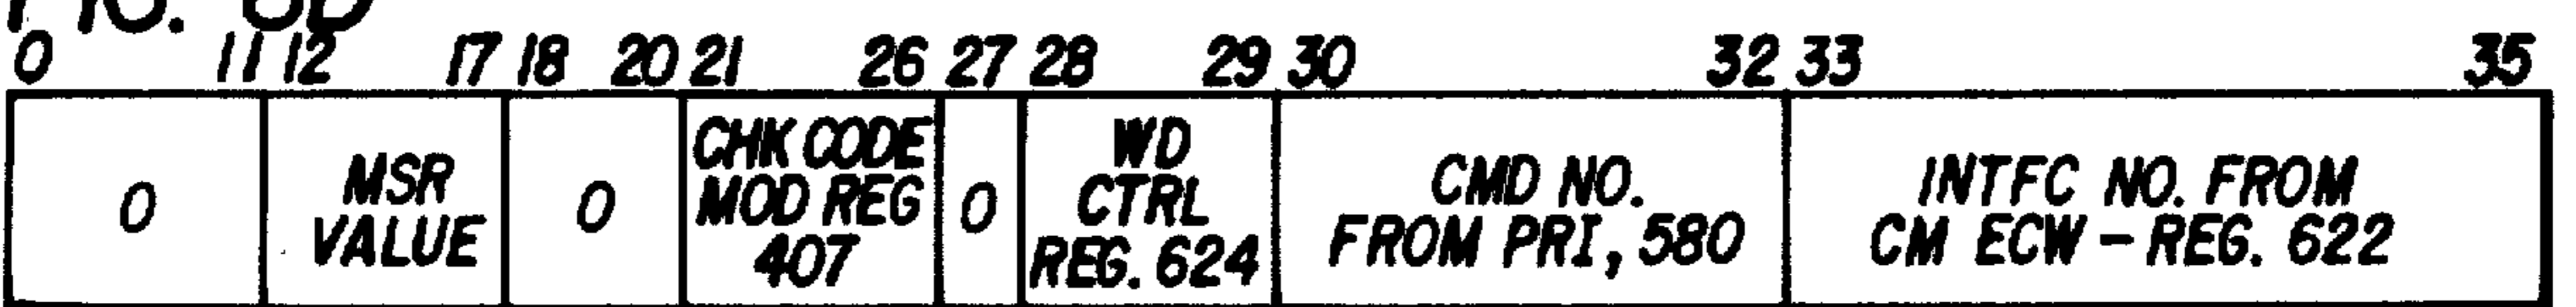 0 11 12 17 18 20 21 26 27 28 29 30 32 33 35
0
MSR
VALUE
0
CHK CODE
MOD REG
407
0
WD
CTRL
REG. 624
CMD NO.
FROM PRI, 580
INTFC NO. FROM
CM ECW - REG. 622